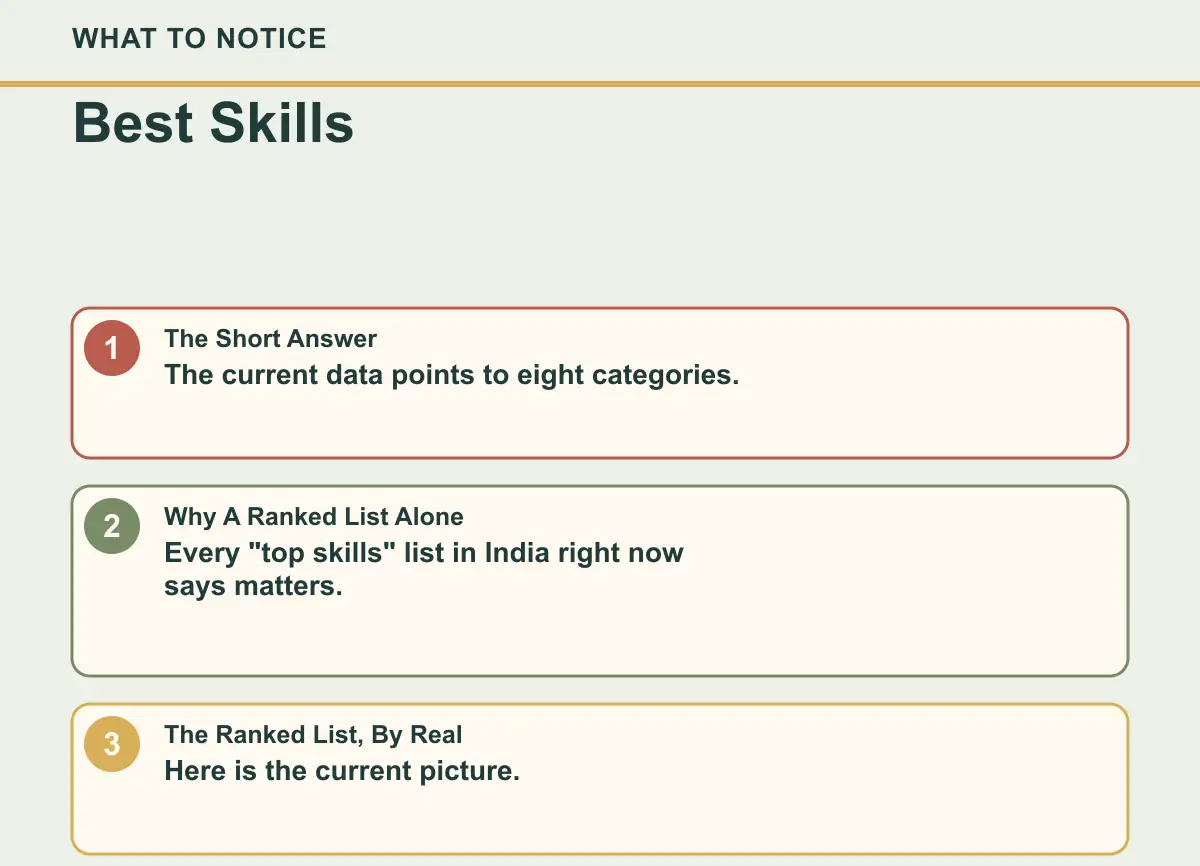 WHAT TO NOTICE
Best Skills
1
The Short Answer
The current data points to eight categories.
2
Why A Ranked List Alone
Every "top skills" list in India right now
says matters.
3
The Ranked List, By Real
Here is the current picture.